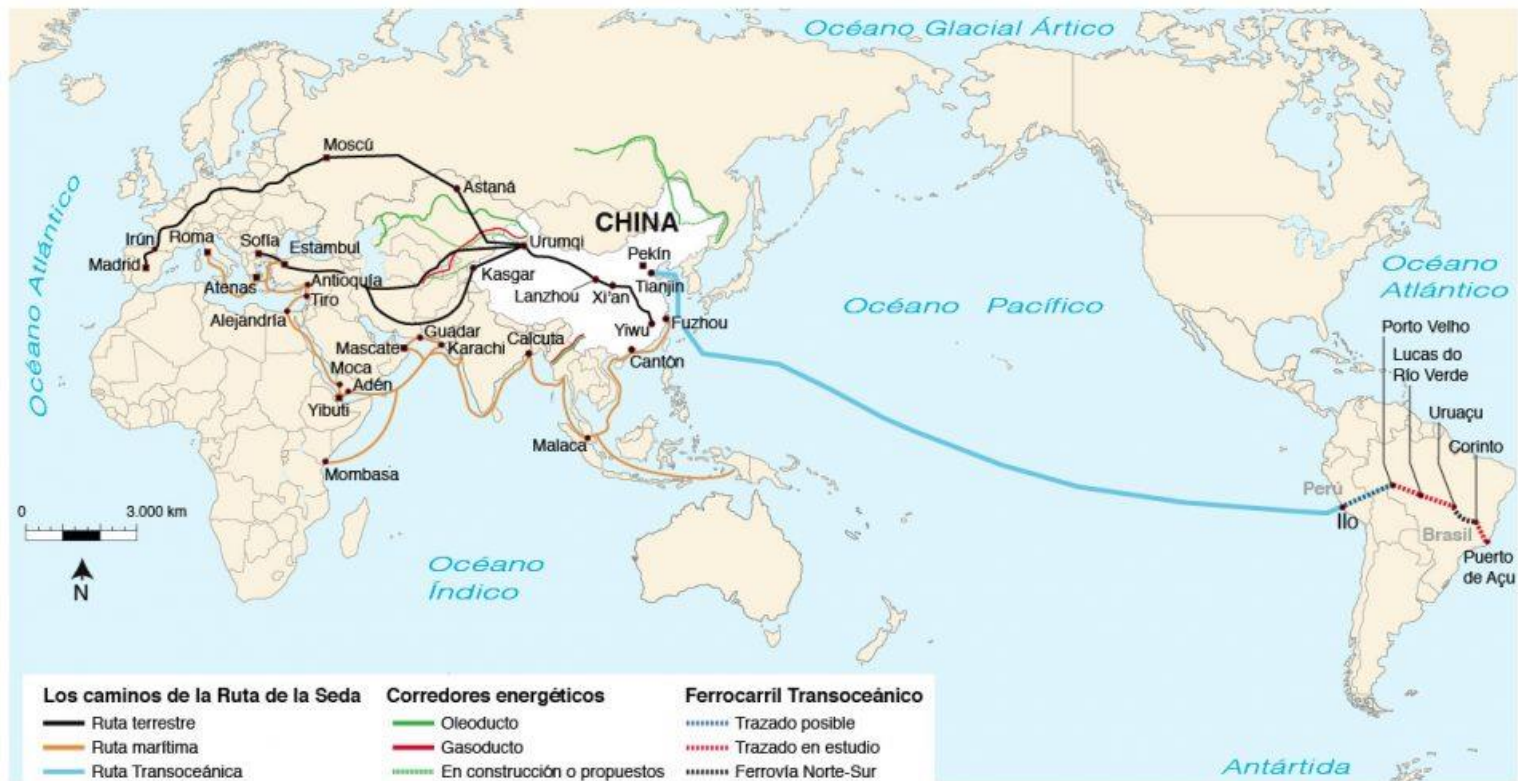 Océano Glacial Ártico
Océano Atlántico
Moscú
Astaná
CHINA
Irún
Roma
Sofía
Estambul
Urumqi
Pekín
Madrid
Atenas
Antioquía
Tiro
Kasgar
Lanzhou
Xi'an
Tianjin
Océano Pacífico
Océano
Atlántico
Alejandría
Guadar
Calcuta
Yiwu
Fuzhou
Mascate
Karachi
Cantón
Moca
Adén
Yibuti
Malaca
Mombasa
Porto Velho
Lucas do
Río Verde
Uruaçu
Corinto
Perú
Ilo
Brasil
Puerto
de Açu
0 3.000 km
N
Océano
Índico
Los caminos de la Ruta de la Seda
Ruta terrestre
Ruta marítima
Ruta Transoceánica
Corredores energéticos
Oleoducto
Gasoducto
En construcción o propuestos
Ferrocarril Transoceánico
Trazado posible
Trazado en estudio
Ferrovía Norte-Sur
Antártida